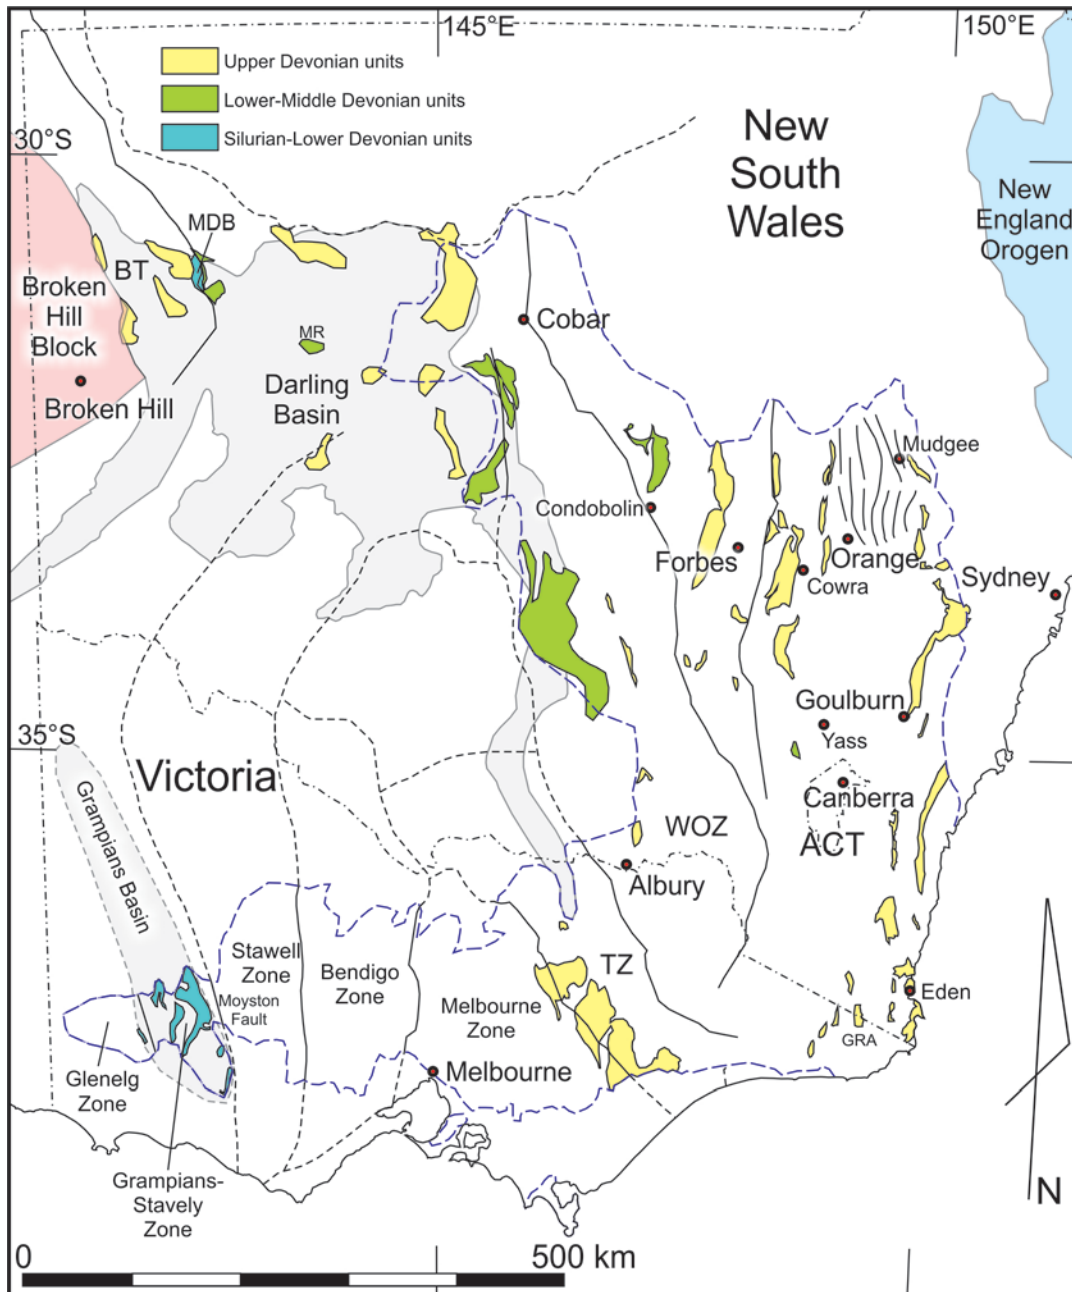 145°E
150°E
Upper Devonian units
Lower-Middle Devonian units
Silurian-Lower Devonian units
30°S
New
South
Wales
New
England
Orogen
MDB
BT
Broken
Hill
Block
Broken Hill
MR
Darling
Basin
Cobar
Mudgee
Condobolin
Forbes
Orange
Cowra
Sydney
Goulburn
Yass
35°S
Victoria
Canberra
ACT
WOZ
Albury
Grampians Basin
Stawell
Zone
Bendigo
Zone
Moyston
Fault
Melbourne
Zone
TZ
Eden
GRA
Glenelg
Zone
Melbourne
Grampians-
Stavely
Zone
N
0
500 km